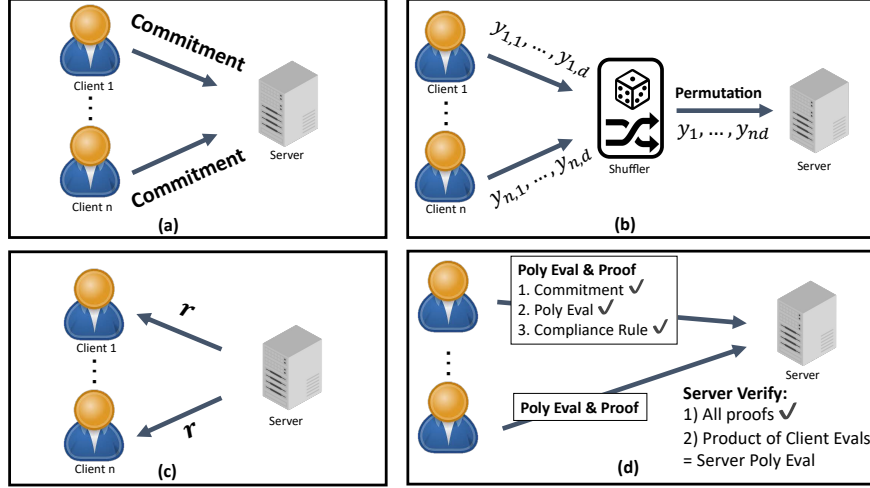 Commitment
Client 1
Server
Client n
Commitment
(a)
y1,1, ..., y1,d
Client 1
Permutation
y1, ..., ynd
Shuffler
Server
yn,1, ..., yn,d
Client n
(b)
r
Client 1
Server
r
Client n
(c)
Poly Eval & Proof
1. Commitment ✓
2. Poly Eval ✓
3. Compliance Rule ✓
Server
Poly Eval & Proof
Server Verify:
1) All proofs ✓
2) Product of Client Evals
= Server Poly Eval
(d)